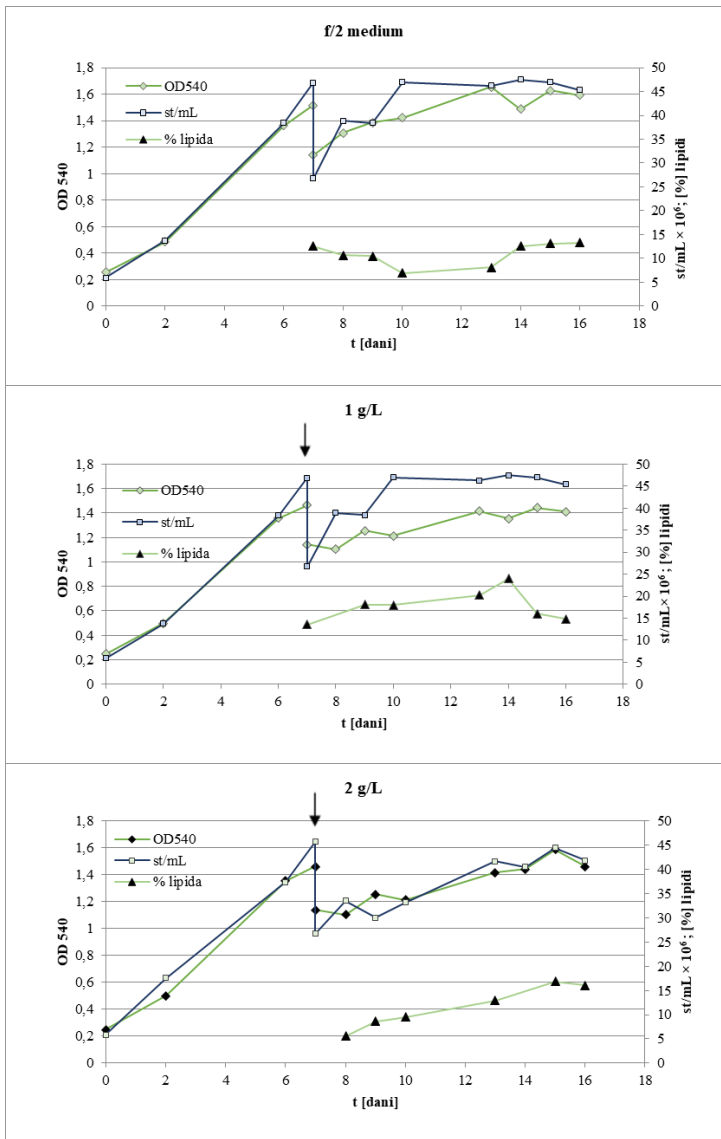 f/2 medium
OD 540
1,8
1,6
1,4
1,2
1
0,8
0,6
0,4
0,2
0
OD540
st/mL
% lipida
50
45
40
35
30
25
20
15
10
5
0
st/mL × 10⁶; [%] lipidi
0 2 4 6 8 10 12 14 16 18
t [dani]
1 g/L
OD 540
1,8
1,6
1,4
1,2
1
0,8
0,6
0,4
0,2
0
OD540
st/mL
% lipida
50
45
40
35
30
25
20
15
10
5
0
st/mL×10⁶; [%] lipidi
0 2 4 6 8 10 12 14 16 18
t [dani]
2 g/L
OD 540
1,8
1,6
1,4
1,2
1
0,8
0,6
0,4
0,2
0
OD540
st/mL
% lipida
50
45
40
35
30
25
20
15
10
5
0
st/mL × 10⁶; [%] lipidi
0 2 4 6 8 10 12 14 16 18
t [dani]